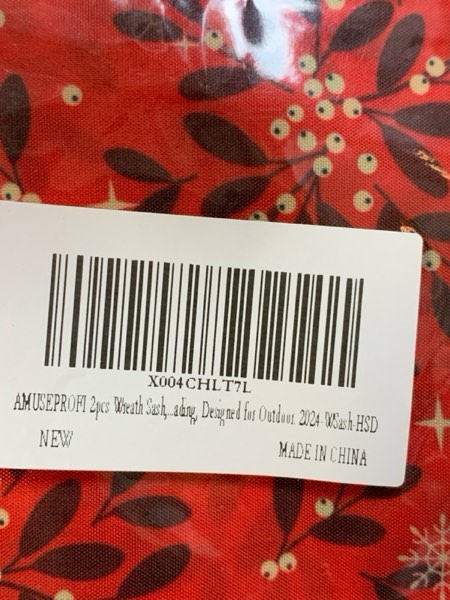 X004CHLT7L
AMUSEPROFI 2pcs Wreath Sash,...ading, Designed for Outdoor. 2024-WSash-HSD
NEW
MADE IN CHINA